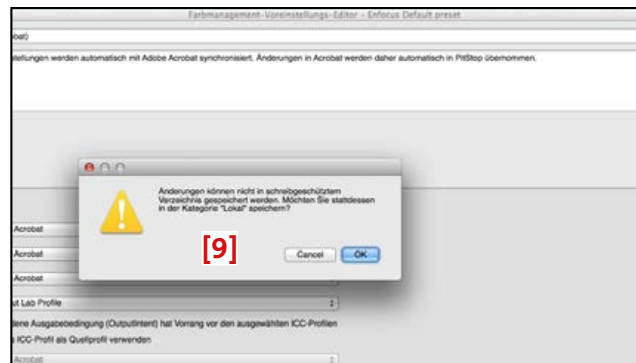 Farbmanagement-Voreinstellungs-Editor - Enfocus Default preset
obat)
stellungen werden automatisch mit Adobe Acrobat synchronisiert. Änderungen in Acrobat werden daher automatisch in PitStop übernommen.
Änderungen können nicht in schreibgeschütztem
Verzeichnis gespeichert werden. Möchten Sie stattdessen
in der Kategorie "Lokal" speichern?
[9]
Cancel
OK
Acrobat
Acrobat
Acrobat
ut Lab Profile
ene Ausgabebedingung (OutputIntent) hat Vorrang vor den ausgewählten ICC-Profilen
ICC-Profil als Quellprofil verwenden
Acrobat